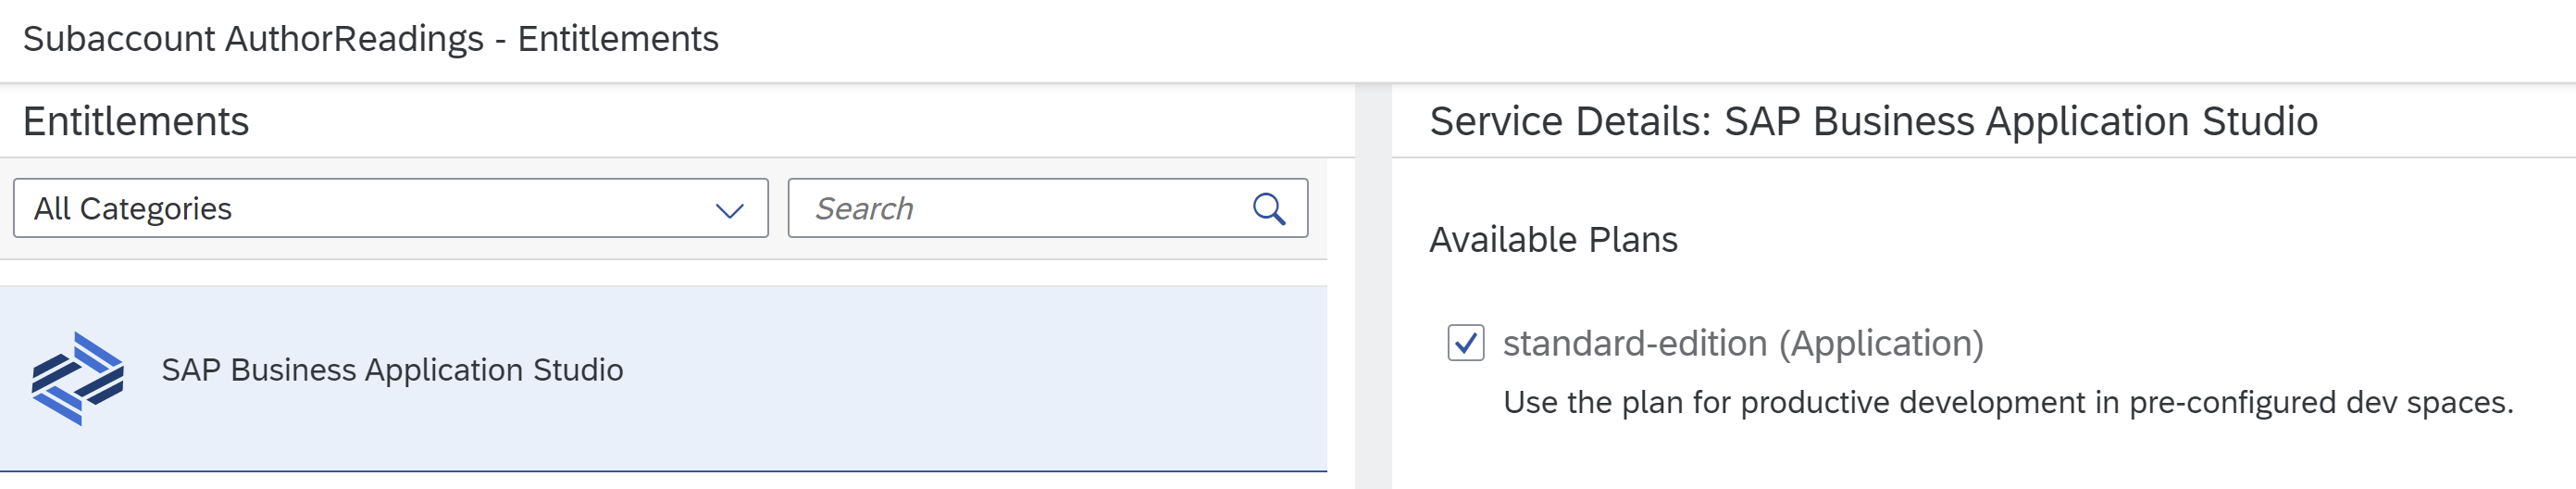 Subaccount AuthorReadings - Entitlements
Entitlements
All Categories
Search
SAP Business Application Studio
Service Details: SAP Business Application Studio
Available Plans
standard-edition (Application)
Use the plan for productive development in pre-configured dev spaces.